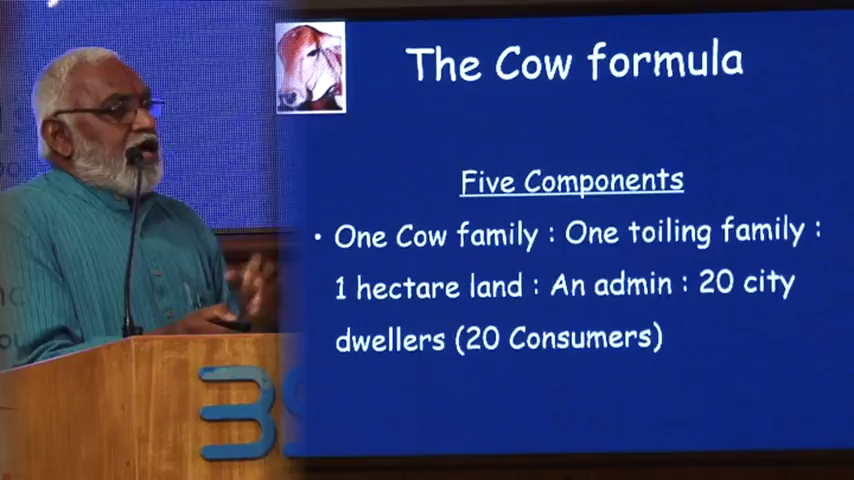 The Cow formula
Five Components
• One Cow family : One toiling family :
1 hectare land : An admin : 20 city
dwellers (20 Consumers)